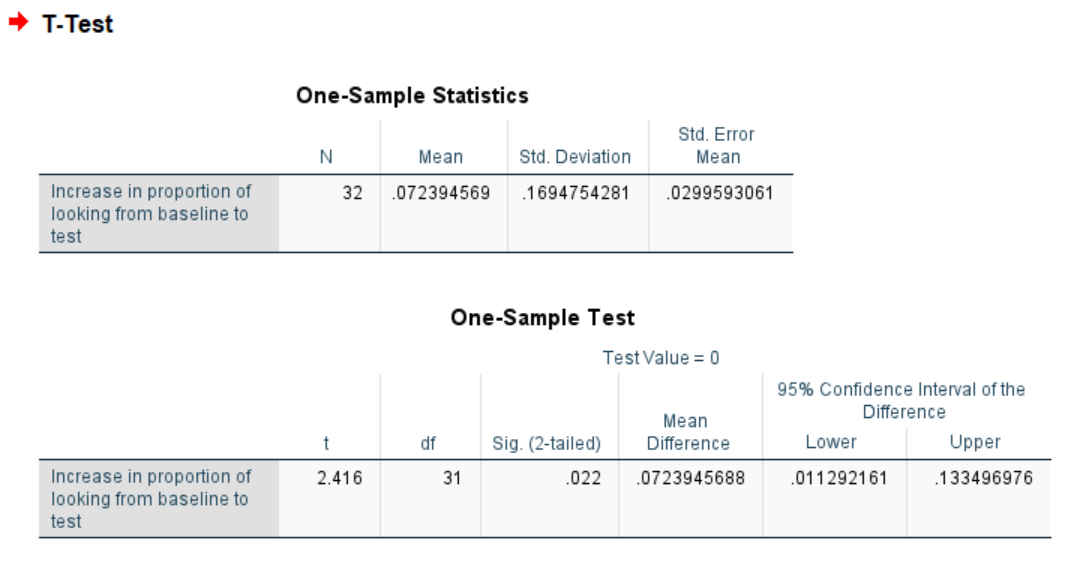 T-Test
One-Sample Statistics
N Mean Std. Deviation Std. Error Mean
Increase in proportion of looking from baseline to test 32 .072394569 .1694754281 .0299593061
One-Sample Test
Test Value = 0
t df Sig. (2-tailed) Mean Difference 95% Confidence Interval of the Difference
Lower Upper
Increase in proportion of looking from baseline to test 2.416 31 .022 .0723945688 .011292161 .133496976